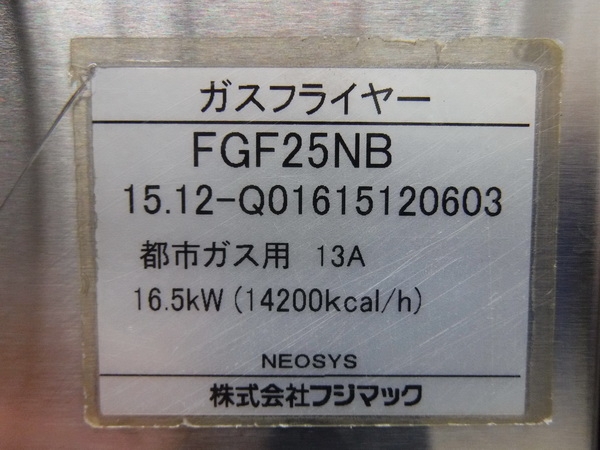 ガスフライヤー
FGF25NB
15.12-Q01615120603
都市ガス用 13A
16.5kW(14200kcal/h)
NEOSYS
株式会社フジマック